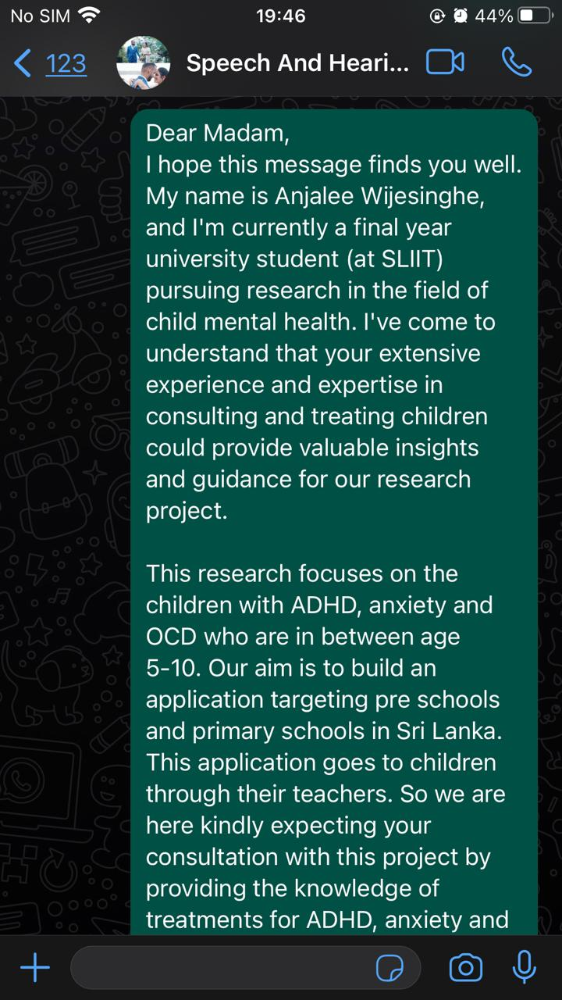 No SIM 19:46 44%
123 Speech And Heari...
Dear Madam,
I hope this message finds you well.
My name is Anjalee Wijesinghe,
and I'm currently a final year
university student (at SLIIT)
pursuing research in the field of
child mental health. I've come to
understand that your extensive
experience and expertise in
consulting and treating children
could provide valuable insights
and guidance for our research
project.
This research focuses on the
children with ADHD, anxiety and
OCD who are in between age
5-10. Our aim is to build an
application targeting pre schools
and primary schools in Sri Lanka.
This application goes to children
through their teachers. So we are
here kindly expecting your
consultation with this project by
providing the knowledge of
treatments for ADHD, anxiety and